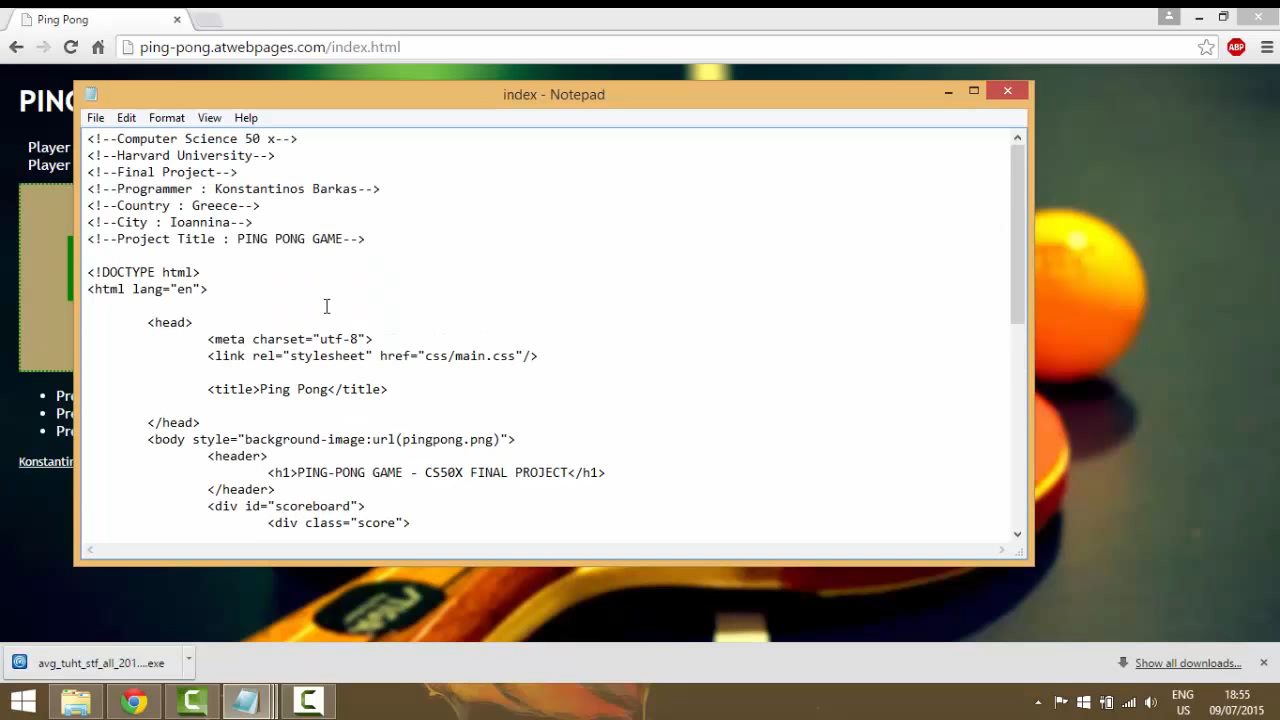 Ping Pong
ping-pong.atwebpages.com/index.html
ABP
PING
Player
Player
index - Notepad
File Edit Format View Help
<!--Computer Science 50 x-->
<!--Harvard University-->
<!--Final Project-->
<!--Programmer : Konstantinos Barkas-->
<!--Country : Greece-->
<!--City : Ioannina-->
<!--Project Title : PING PONG GAME-->
<!DOCTYPE html>
<html lang="en">
<head>
<meta charset="utf-8">
<link rel="stylesheet" href="css/main.css"/>
<title>Ping Pong</title>
</head>
<body style="background-image:url(pingpong.png)">
<header>
<h1>PING-PONG GAME - CS50X FINAL PROJECT</h1>
</header>
<div id="scoreboard">
<div class="score">
• Pre
• Pre
• Pre
Konstantin
avg_tuht_stf_all_201....exe
Show all downloads...
ENG 18:55
US 09/07/2015